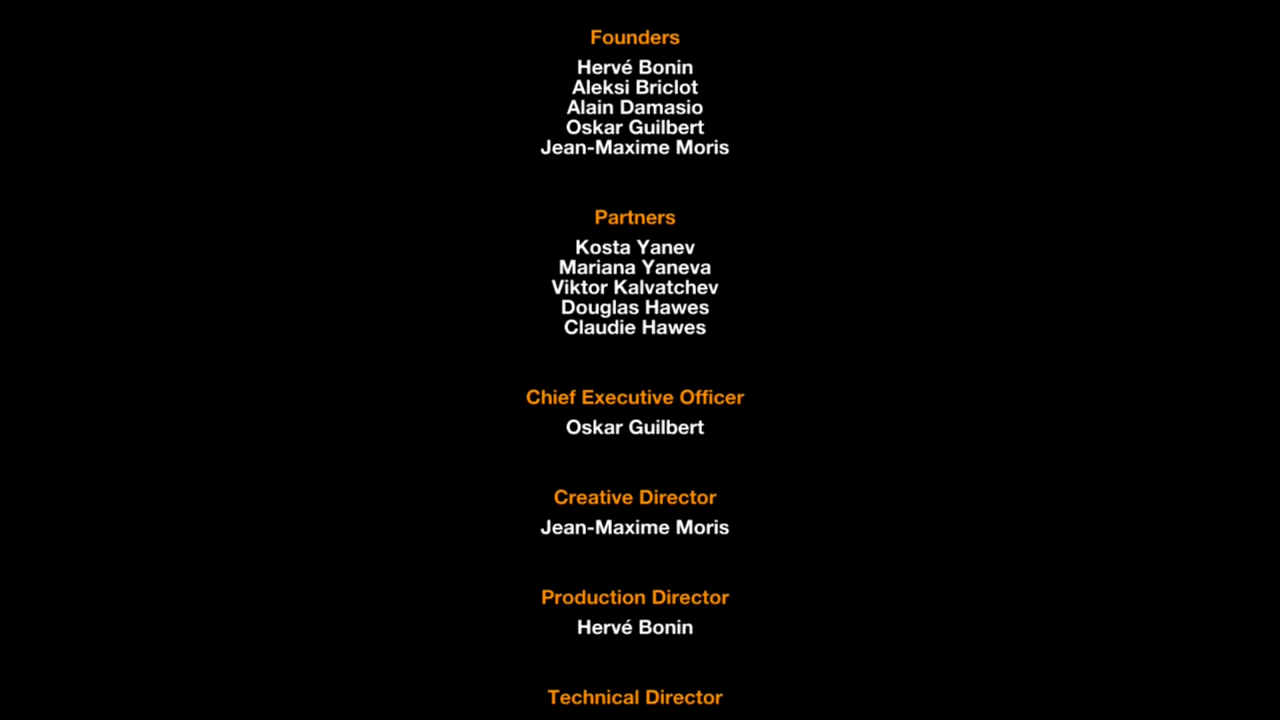 Founders
Hervé Bonin
Aleksi Briclot
Alain Damasio
Oskar Guilbert
Jean-Maxime Moris
Partners
Kosta Yanev
Mariana Yaneva
Viktor Kalvatchev
Douglas Hawes
Claudie Hawes
Chief Executive Officer
Oskar Guilbert
Creative Director
Jean-Maxime Moris
Production Director
Hervé Bonin
Technical Director